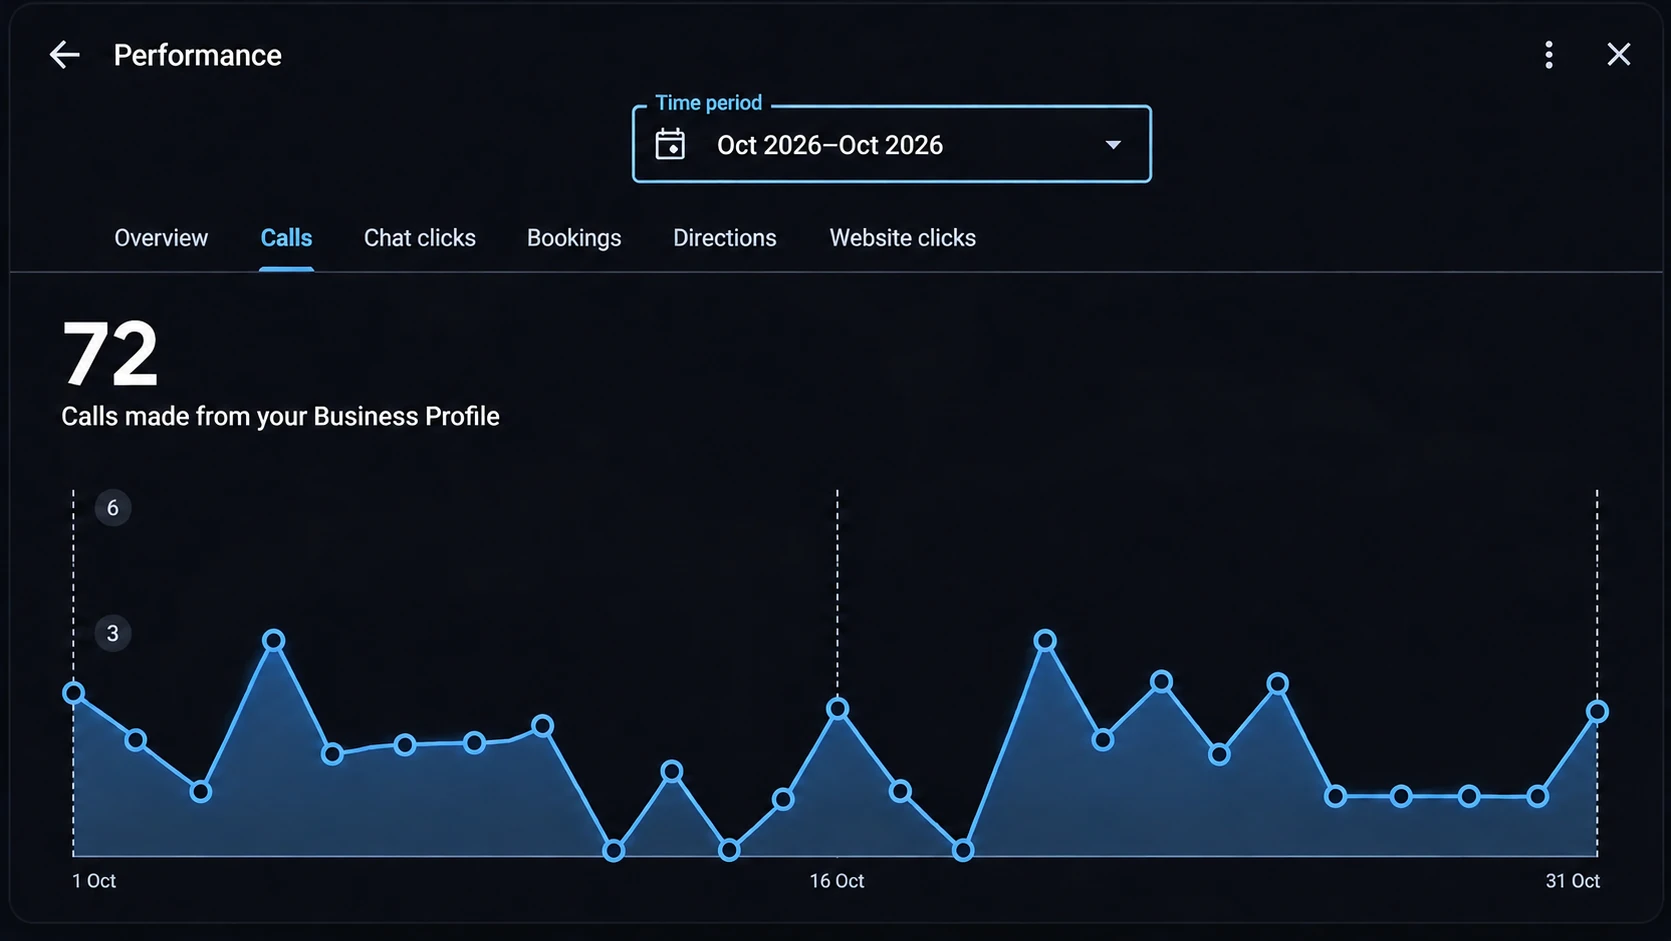 Performance
Time period
Oct 2026–Oct 2026
Overview
Calls
Chat clicks
Bookings
Directions
Website clicks
72
Calls made from your Business Profile
6
3
1 Oct
16 Oct
31 Oct